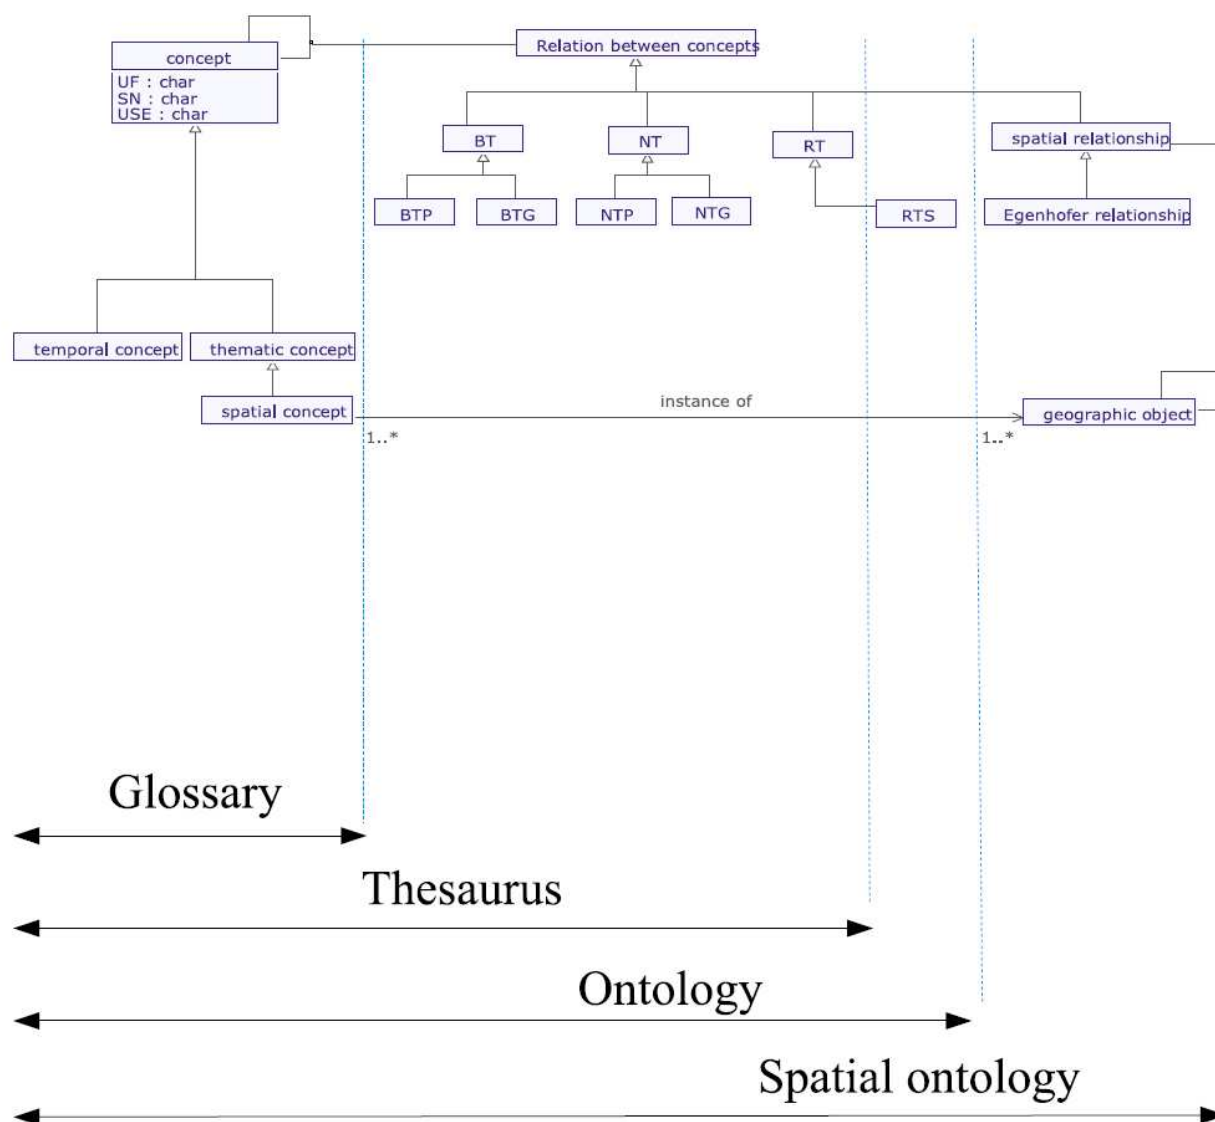 Relation between concepts
concept
UF : char
SN : char
USE : char
BT
NT
RT
spatial relationship
BTP
BTG
NTP
NTG
RTS
Egenhofer relationship
temporal concept
thematic concept
spatial concept
instance of
geographic object
1..*
1..*
Glossary
Thesaurus
Ontology
Spatial ontology